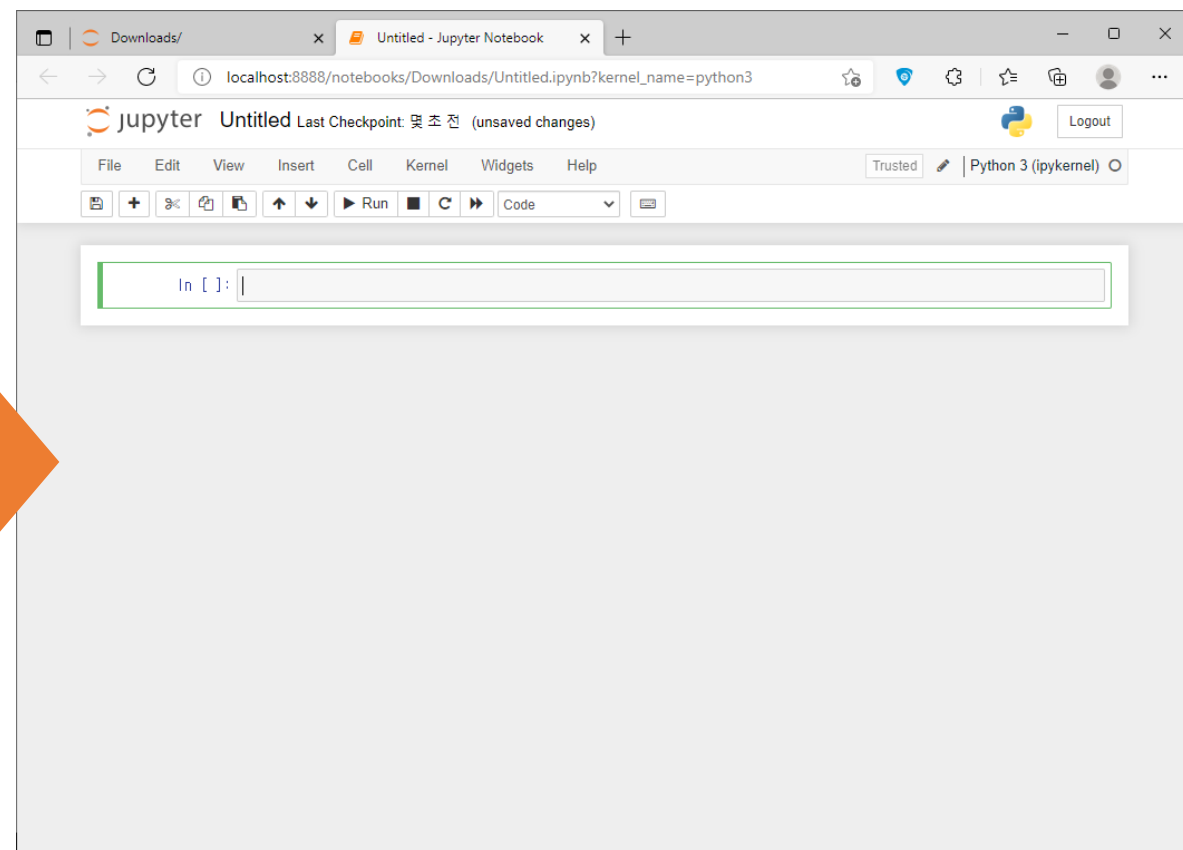 Downloads/ Untitled - Jupyter Notebook
localhost:8888/notebooks/Downloads/Untitled.ipynb?kernel_name=python3
jupyter Untitled Last Checkpoint: 몇 초 전 (unsaved changes) Logout
File Edit View Insert Cell Kernel Widgets Help Trusted Python 3 (ipykernel)
Run Code
In [ ]: